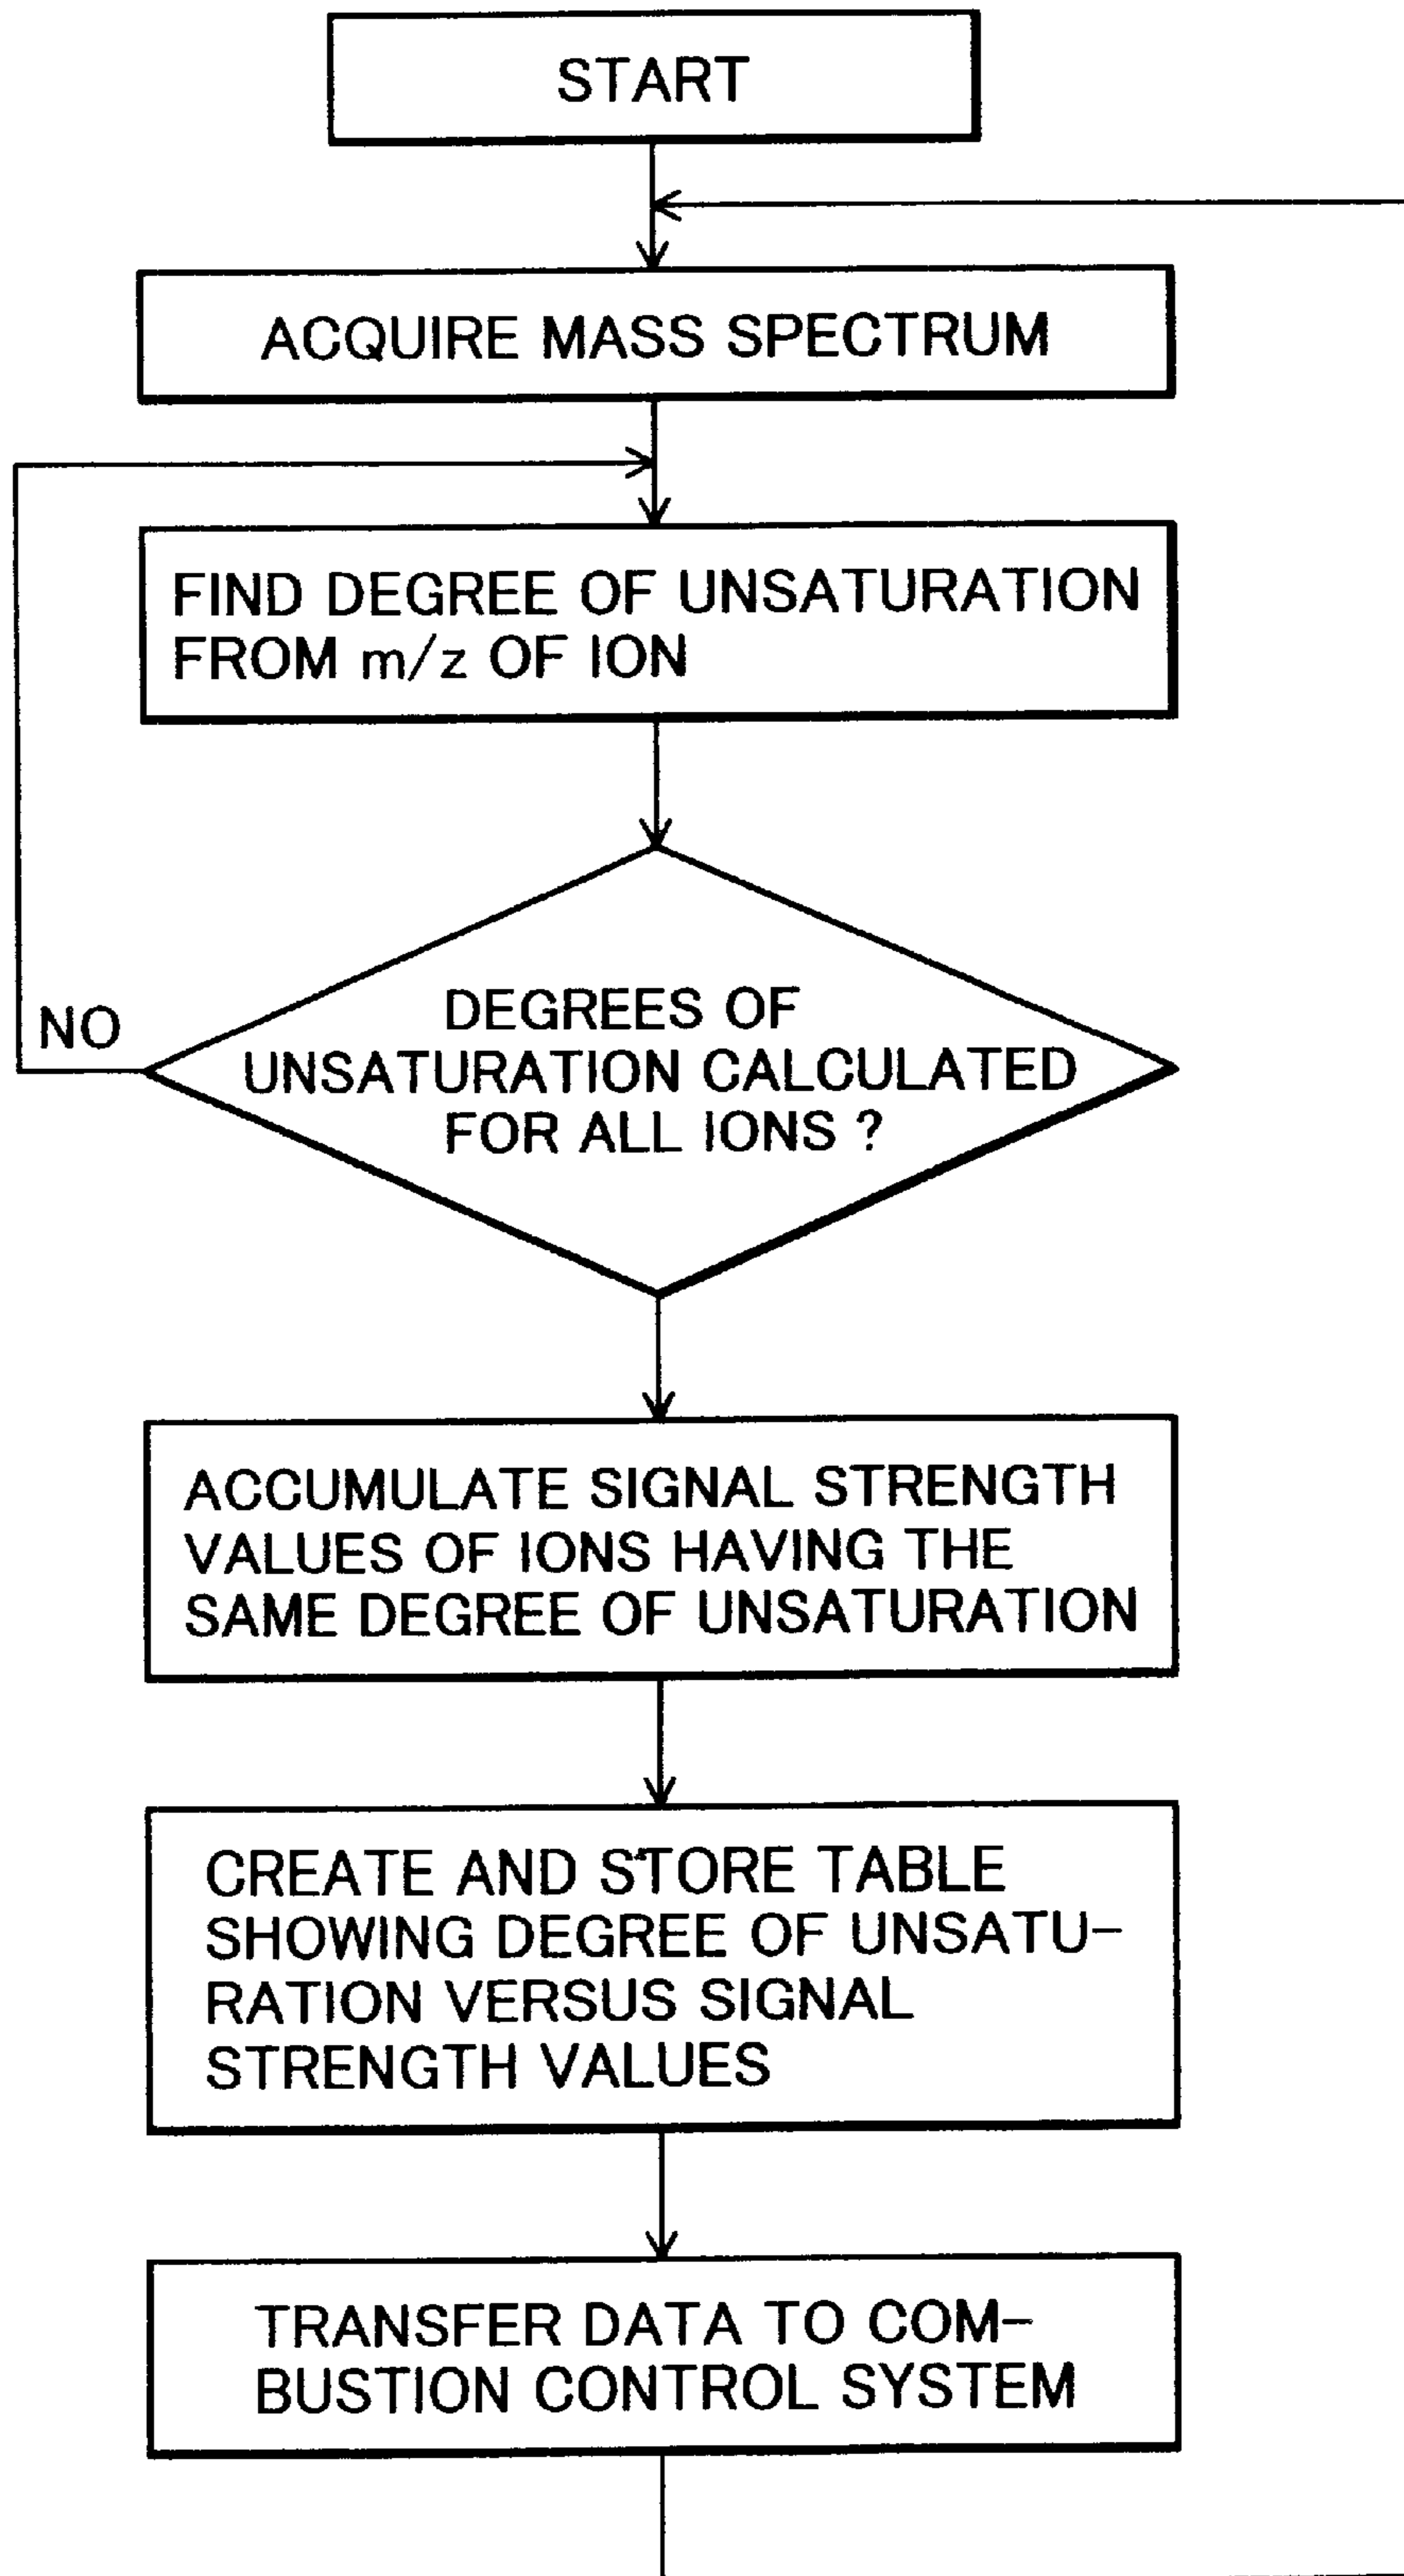 START
ACQUIRE MASS SPECTRUM
FIND DEGREE OF UNSATURATION
FROM m/z OF ION
NO
DEGREES OF
UNSATURATION CALCULATED
FOR ALL IONS ?
ACCUMULATE SIGNAL STRENGTH
VALUES OF IONS HAVING THE
SAME DEGREE OF UNSATURATION
CREATE AND STORE TABLE
SHOWING DEGREE OF UNSATU-
RATION VERSUS SIGNAL
STRENGTH VALUES
TRANSFER DATA TO COM-
BUSTION CONTROL SYSTEM